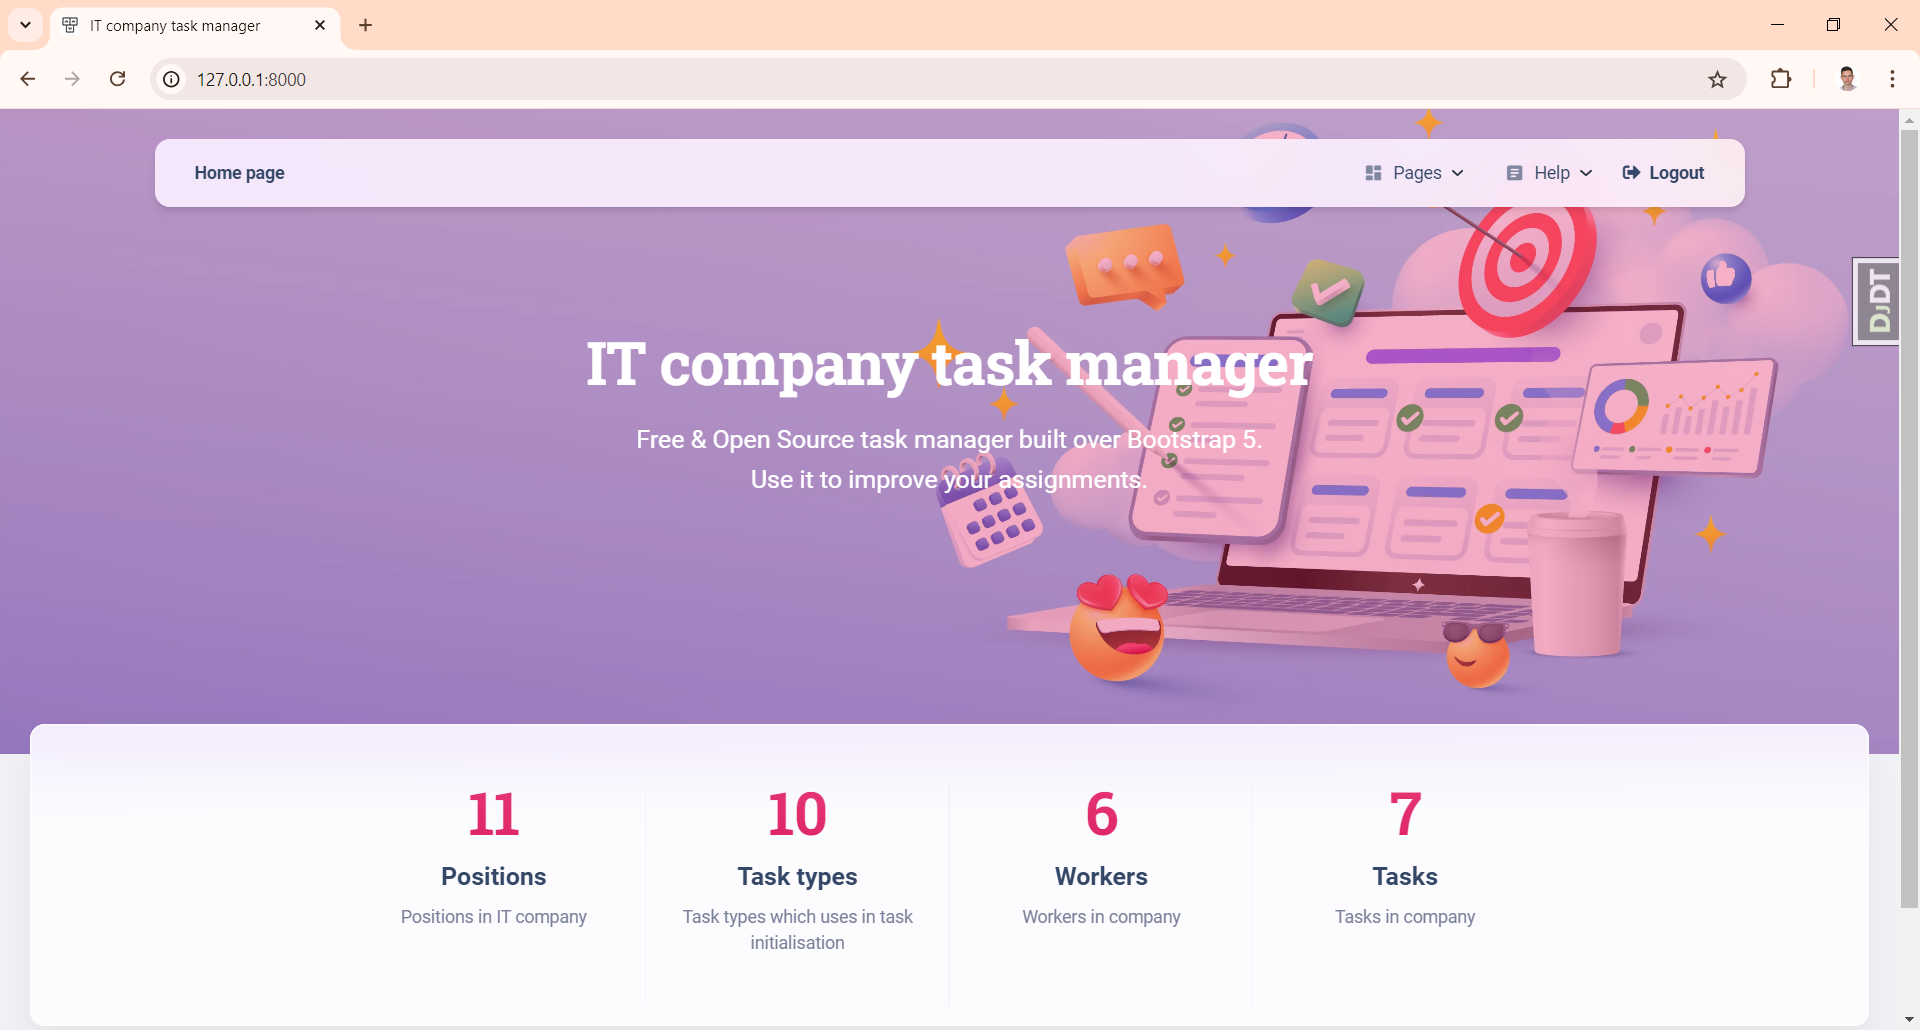 IT company task manager
127.0.0.1:8000
Home page
Pages
Help
Logout
DJDT
IT company task manager
Free & Open Source task manager built over Bootstrap 5.
Use it to improve your assignments.
11
10
6
7
Positions
Task types
Workers
Tasks
Positions in IT company
Task types which uses in task
initialisation
Workers in company
Tasks in company